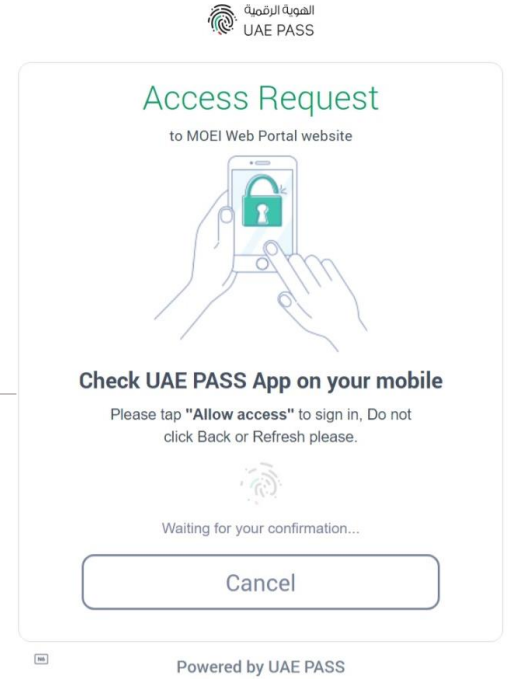 الهوية الرقمية
UAE PASS
Access Request
to MOEI Web Portal website
Check UAE PASS App on your mobile
Please tap "Allow access" to sign in, Do not
click Back or Refresh please.
Waiting for your confirmation...
Cancel
Powered by UAE PASS